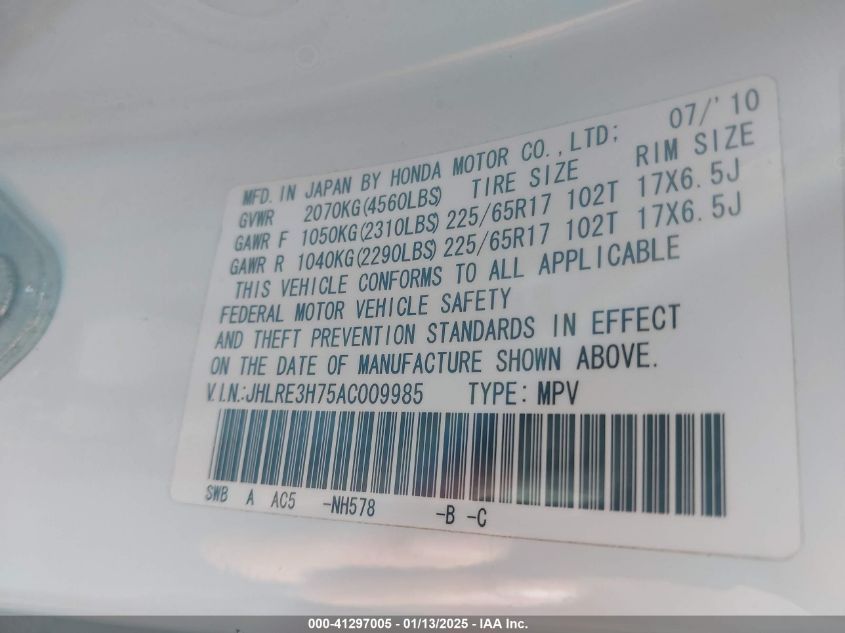 07/'10
MFD. IN JAPAN BY HONDA MOTOR CO., LTD;
GVWR 2070KG(4560LBS) TIRE SIZE RIM SIZE
GAWR F 1050KG(2310LBS) 225/65R17 102T 17X6.5J
GAWR R 1040KG(2290LBS) 225/65R17 102T 17X6.5J
THIS VEHICLE CONFORMS TO ALL APPLICABLE
FEDERAL MOTOR VEHICLE SAFETY
AND THEFT PREVENTION STANDARDS IN EFFECT
ON THE DATE OF MANUFACTURE SHOWN ABOVE.
V.I.N.:JHLRE3H75AC009985 TYPE: MPV
SWB A AC5 -NH578 -B -C
000-41297005 - 01/13/2025 - IAA Inc.